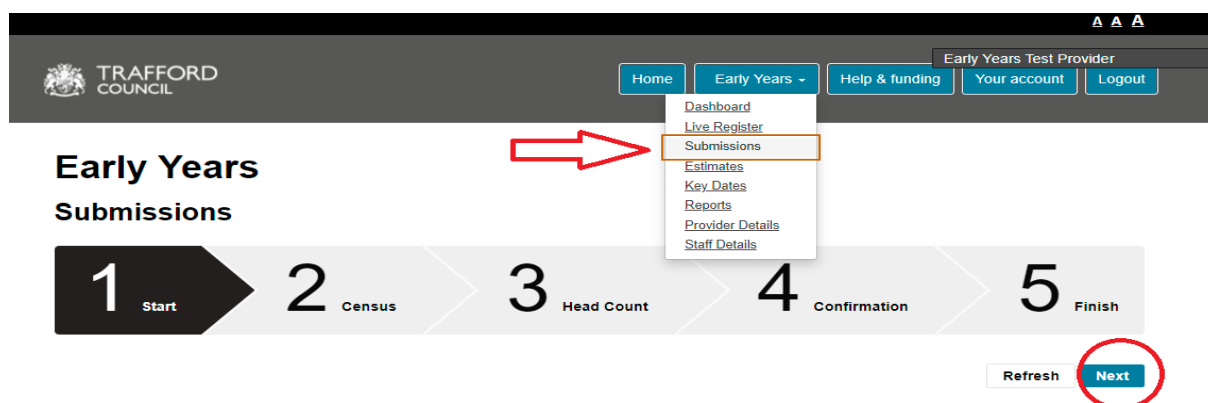 A A A
Early Years Test Provider
TRAFFORD
COUNCIL
Home Early Years Help & funding Your account Logout
Dashboard
Live Register
Submissions
Estimates
Key Dates
Reports
Provider Details
Staff Details
Early Years
Submissions
1 Start 2 Census 3 Head Count 4 Confirmation 5 Finish
Refresh Next